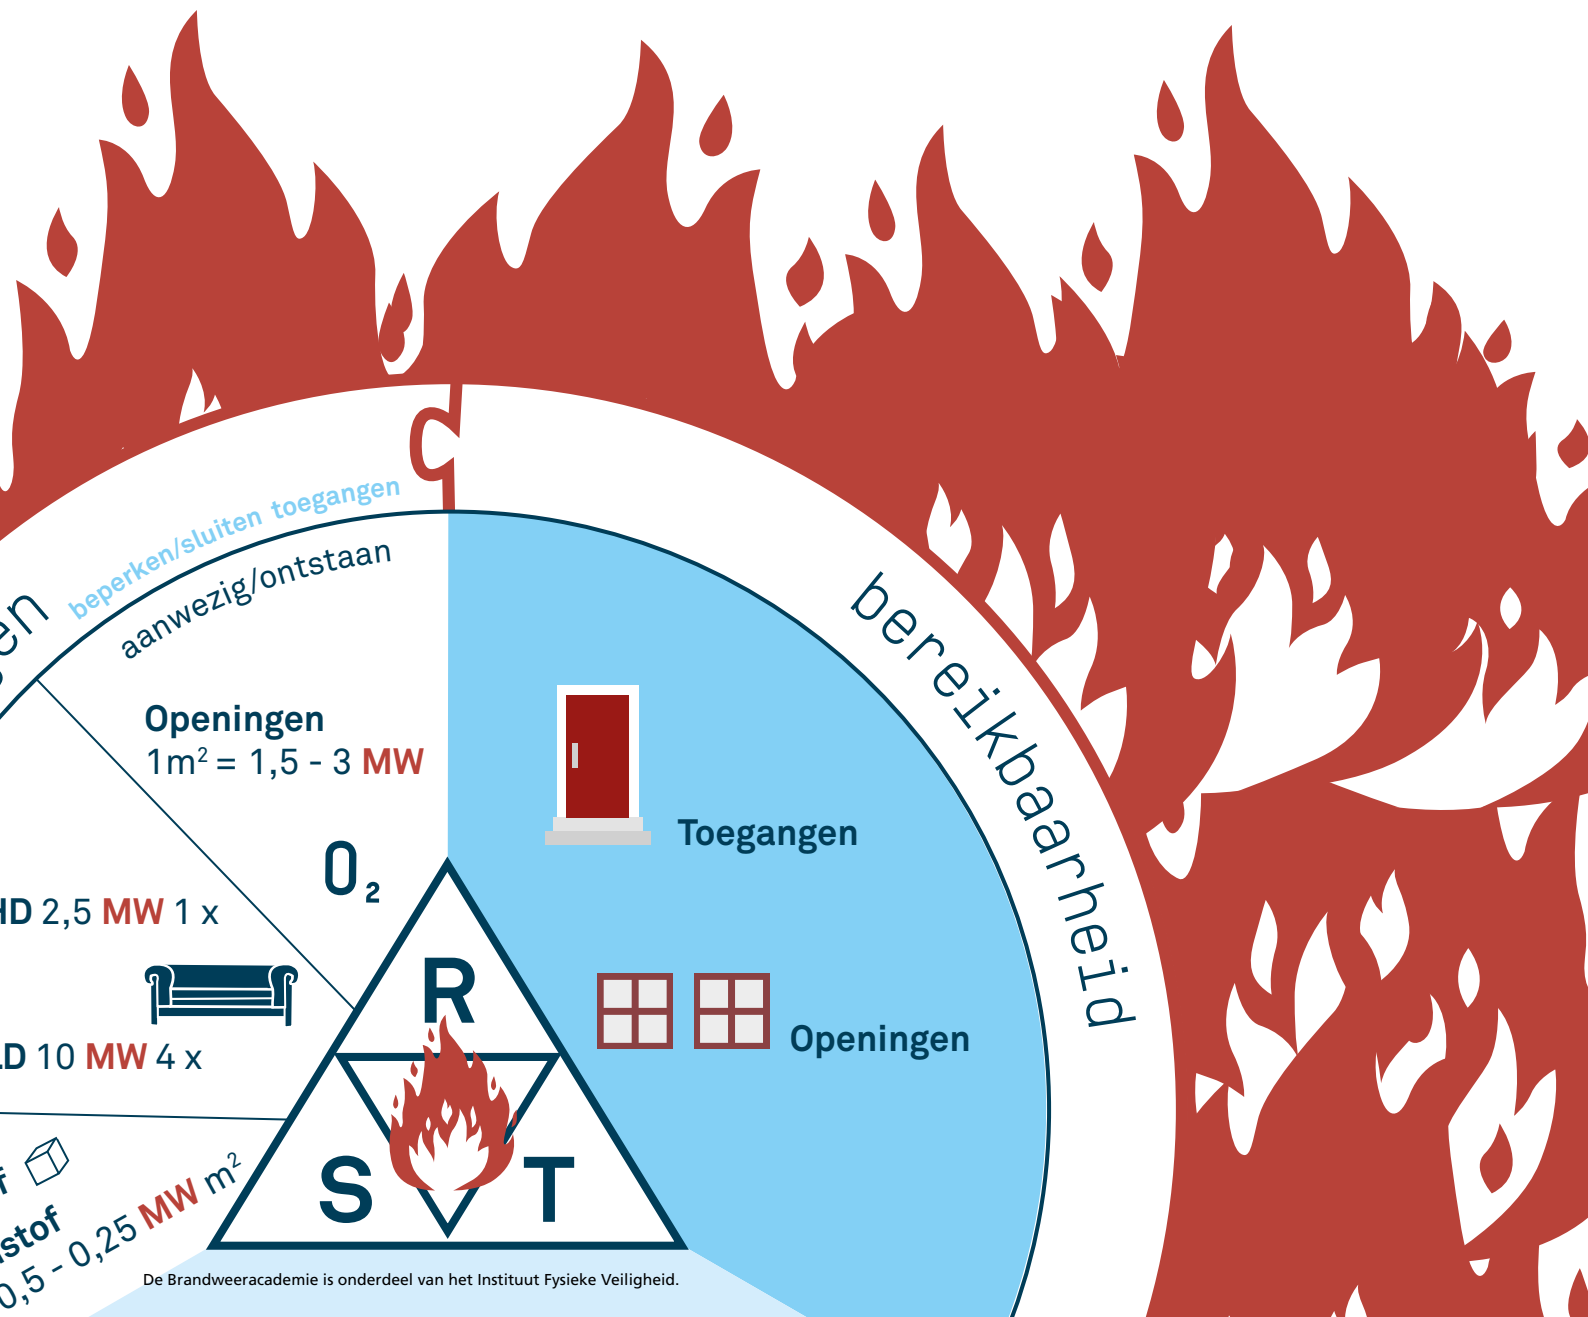 C
beperken/sluiten toegangen
aanwezig/ontstaan
Openingen
1m² = 1,5 - 3 MW
O₂
HD 2,5 MW 1 x
LD 10 MW 4 x
0,5 - 0,25 MW m²
R
S T
bereikbaarheid
Toegangen
Openingen
De Brandweeracademie is onderdeel van het Instituut Fysieke Veiligheid.